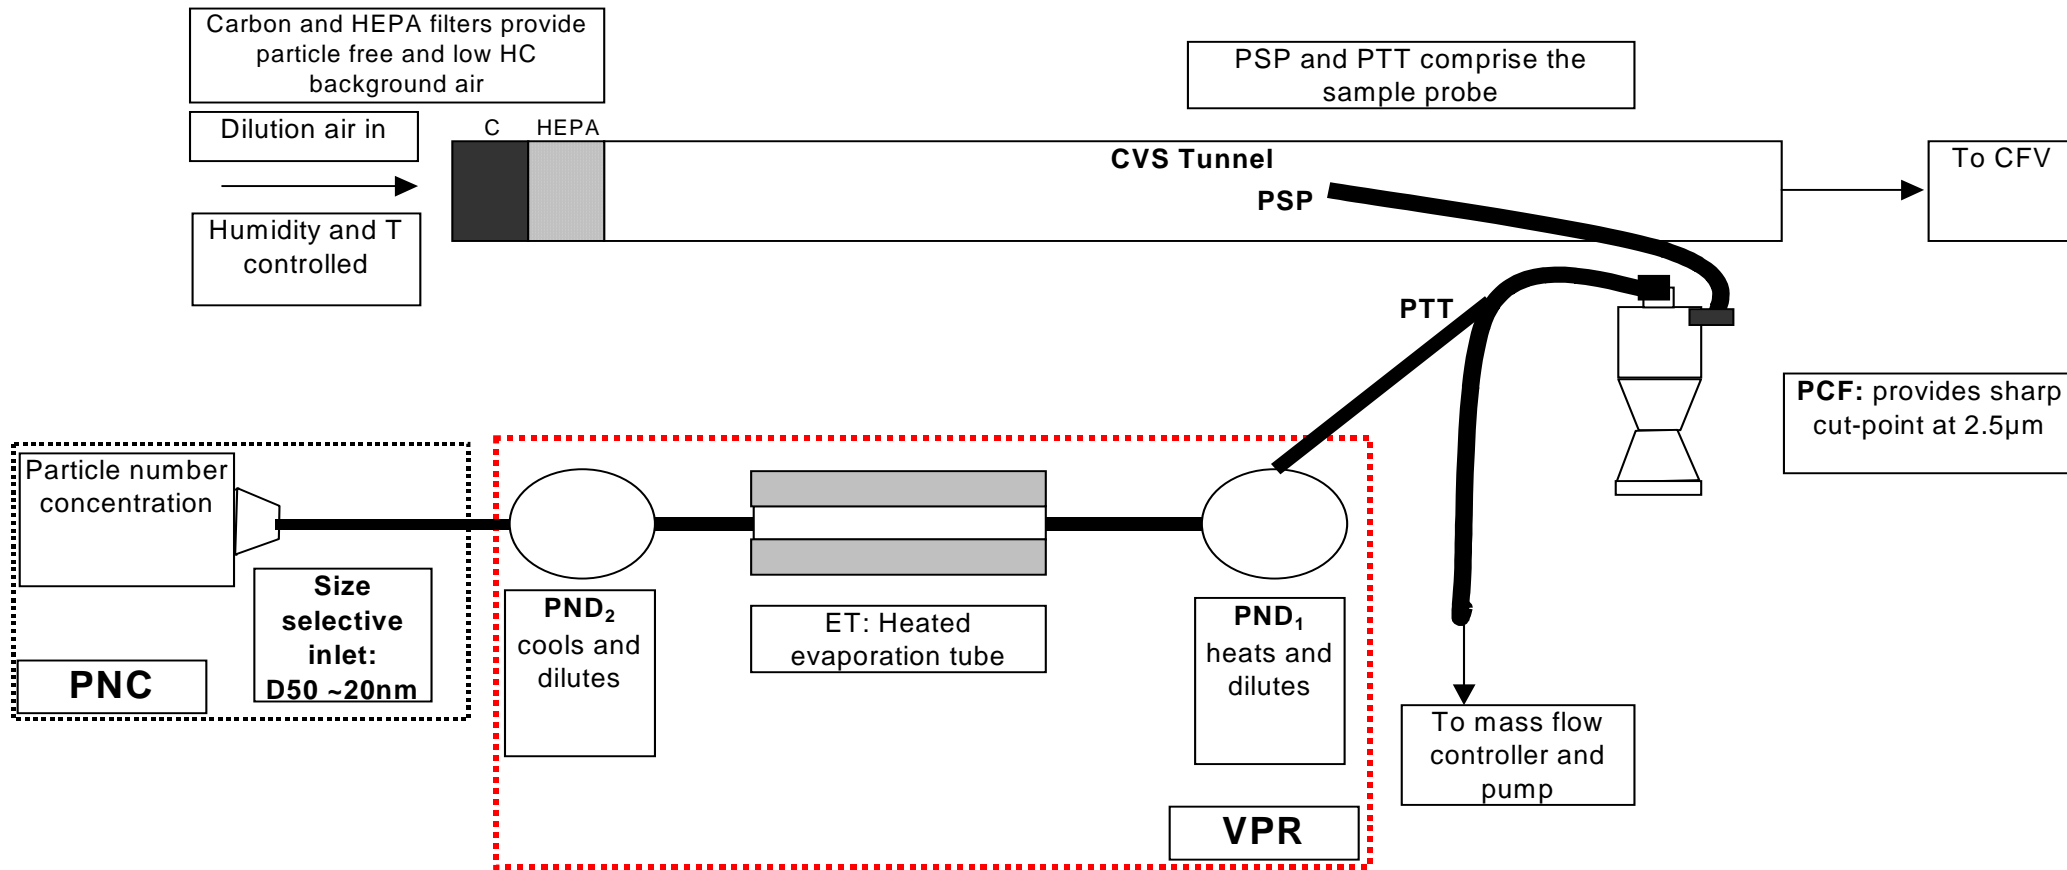 Carbon and HEPA filters provide
particle free and low HC
background air
PSP and PTT comprise the
sample probe
Dilution air in
C HEPA
CVS Tunnel
To CFV
PSP
Humidity and T
controlled
PTT
PCF: provides sharp
cut-point at 2.5µm
Particle number
concentration
Size
selective
inlet:
D50 ~20nm
PNC
PND₂
cools and
dilutes
ET: Heated
evaporation tube
PND₁
heats and
dilutes
To mass flow
controller and
pump
VPR